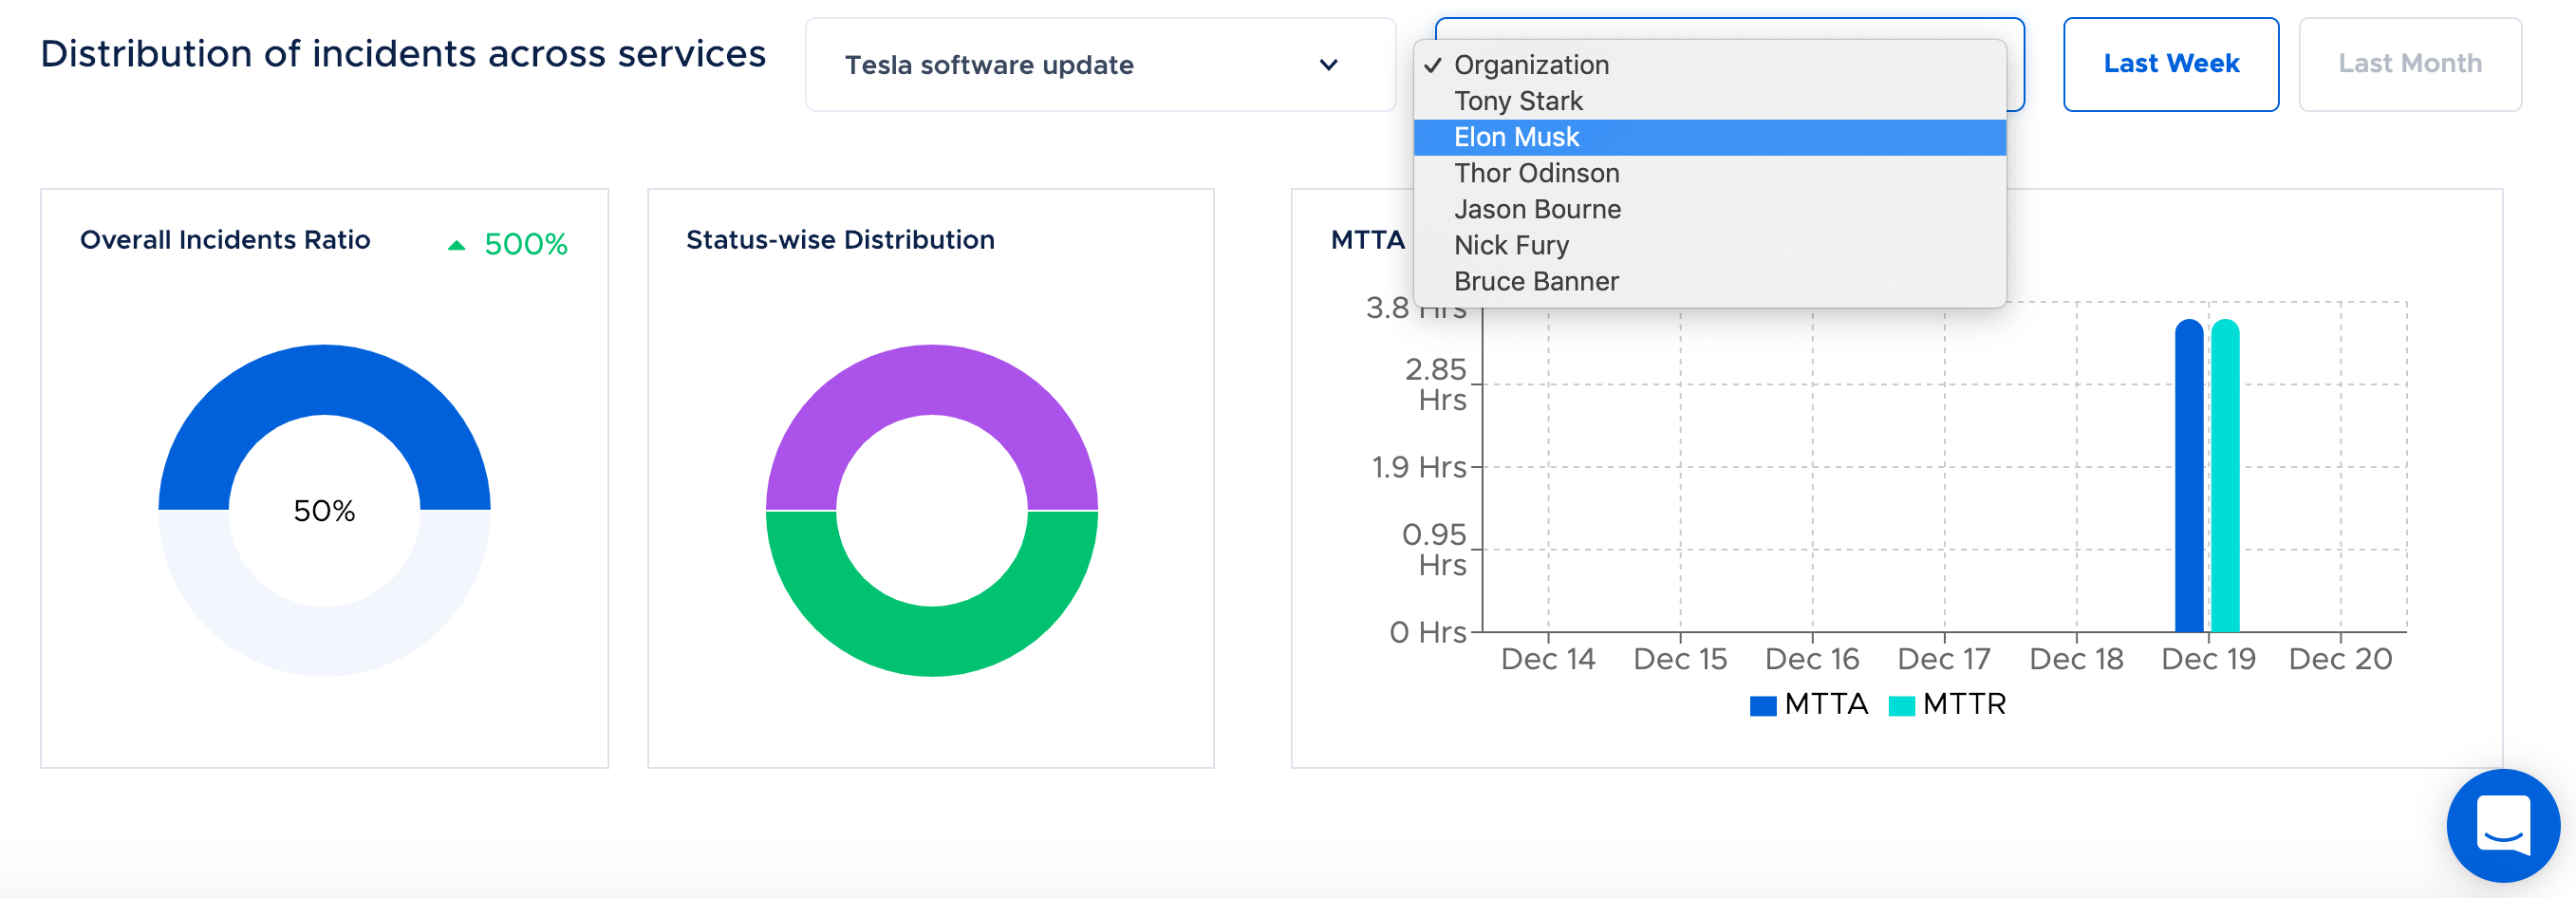 Distribution of incidents across services
Tesla software update
Organization
Tony Stark
Elon Musk
Thor Odinson
Jason Bourne
Nick Fury
Bruce Banner
Last Week
Last Month
Overall Incidents Ratio
500%
50%
Status-wise Distribution
MTTA
3.8 Hrs
2.85
Hrs
1.9 Hrs
0.95
Hrs
0 Hrs
Dec 14 Dec 15 Dec 16 Dec 17 Dec 18 Dec 19 Dec 20
MTTA MTTR